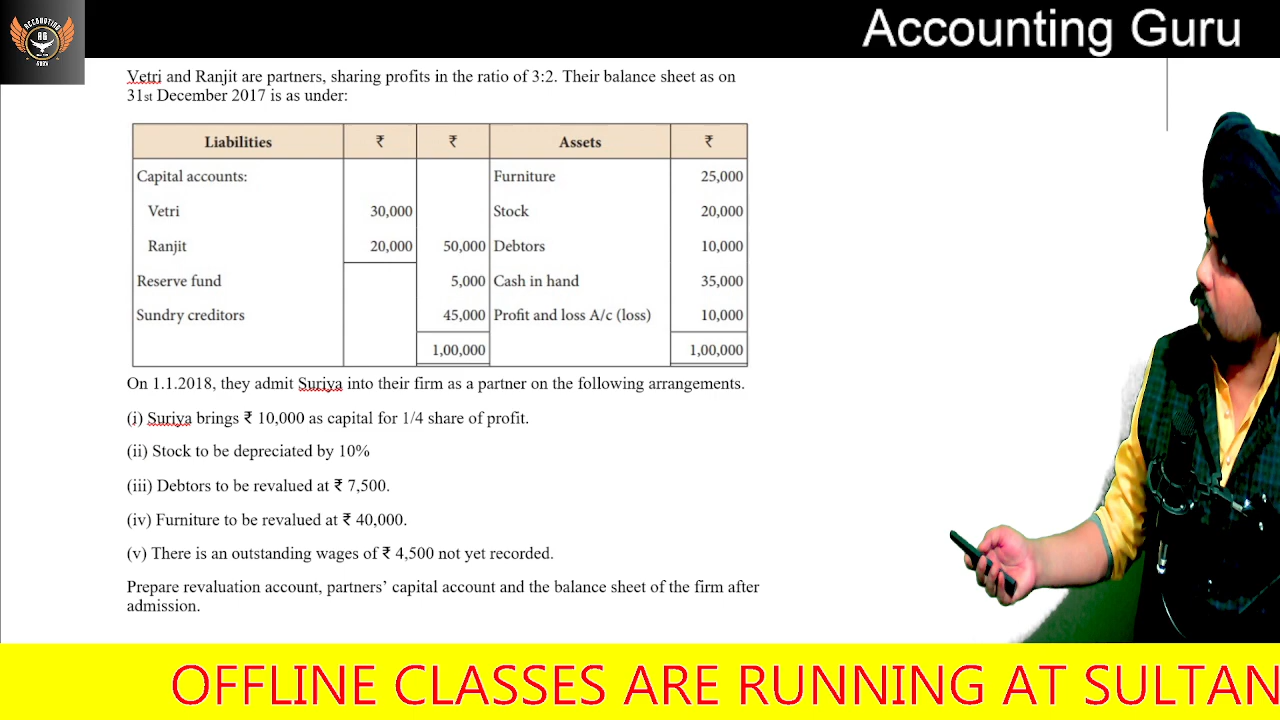 ACCOUNTING
AG
GURU
Accounting Guru
Vetri and Ranjit are partners, sharing profits in the ratio of 3:2. Their balance sheet as on
31st December 2017 is as under:
Liabilities ₹ ₹ Assets ₹
Capital accounts: Furniture 25,000
Vetri 30,000 Stock 20,000
Ranjit 20,000 50,000 Debtors 10,000
Reserve fund 5,000 Cash in hand 35,000
Sundry creditors 45,000 Profit and loss A/c (loss) 10,000
1,00,000 1,00,000
On 1.1.2018, they admit Suriya into their firm as a partner on the following arrangements.
(i) Suriya brings ₹ 10,000 as capital for 1/4 share of profit.
(ii) Stock to be depreciated by 10%
(iii) Debtors to be revalued at ₹ 7,500.
(iv) Furniture to be revalued at ₹ 40,000.
(v) There is an outstanding wages of ₹ 4,500 not yet recorded.
Prepare revaluation account, partners’ capital account and the balance sheet of the firm after
admission.
OFFLINE CLASSES ARE RUNNING AT SULTAN